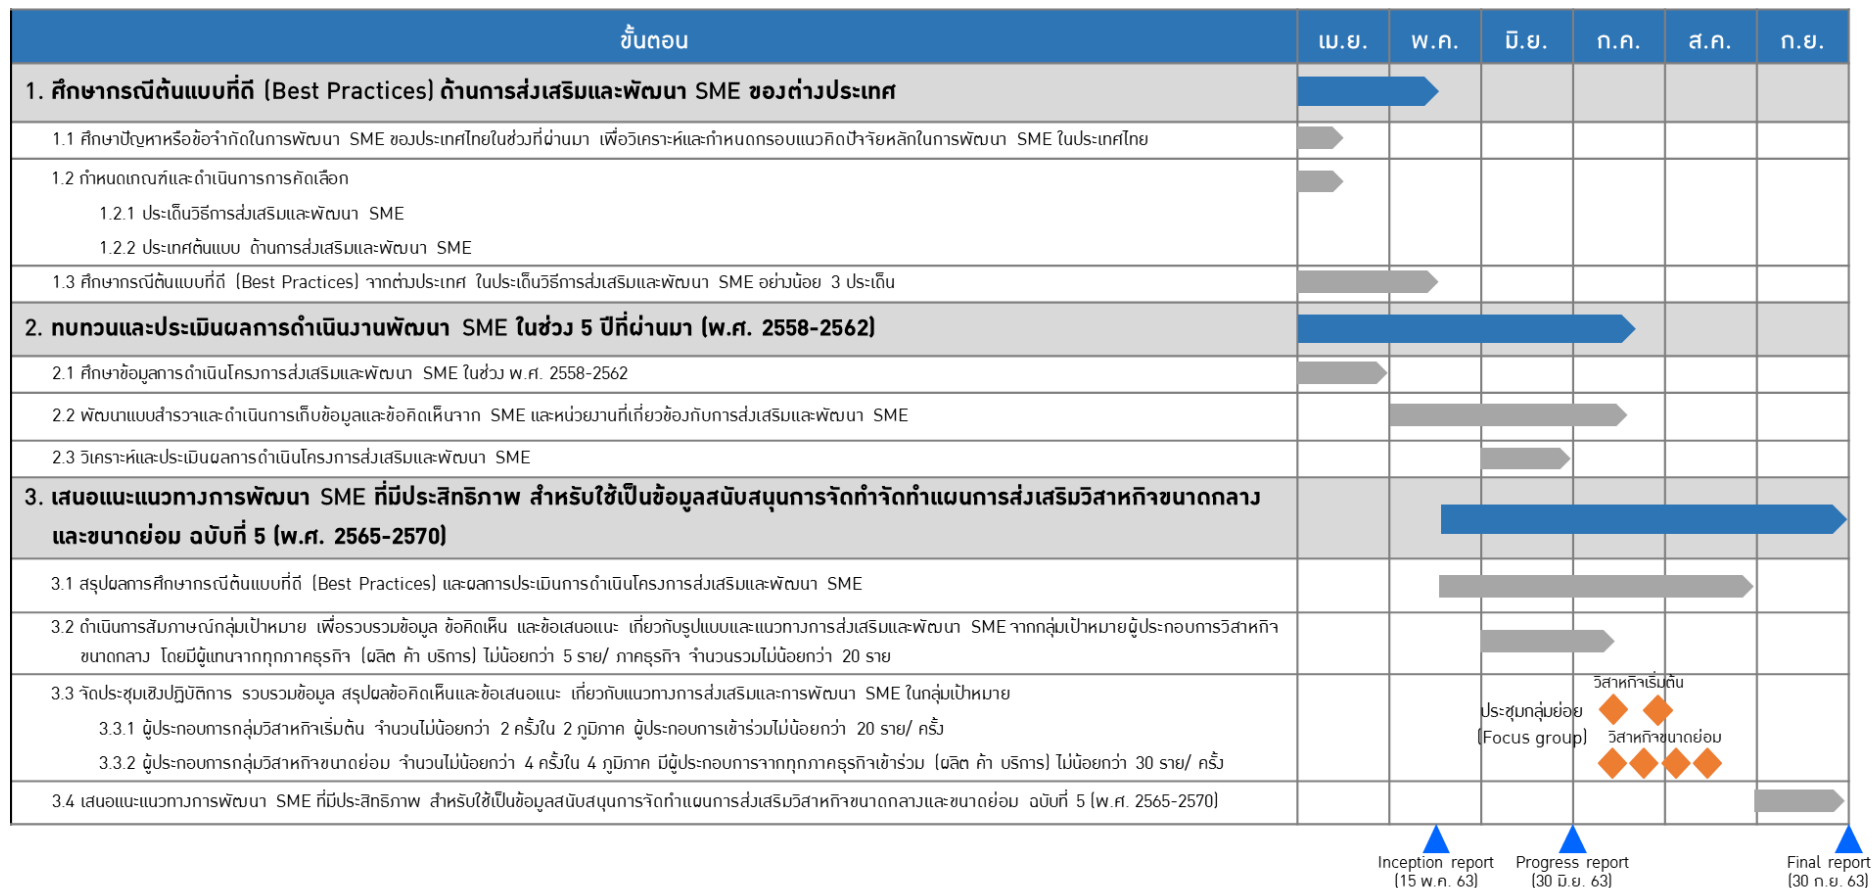 ขั้นตอน เม.ย. พ.ค. มิ.ย. ก.ค. ส.ค. ก.ย.
1. ศึกษากรณีต้นแบบที่ดี (Best Practices) ด้านการส่งเสริมและพัฒนา SME ของต่างประเทศ
1.1 ศึกษาปัญหาหรือข้อจำกัดในการพัฒนา SME ของประเทศไทยในช่วงที่ผ่านมา เพื่อวิเคราะห์และกำหนดกรอบแนวคิดปัจจัยหลักในการพัฒนา SME ในประเทศไทย
1.2 กำหนดเกณฑ์และดำเนินการการคัดเลือก
1.2.1 ประเด็นวิธีการส่งเสริมและพัฒนา SME
1.2.2 ประเทศต้นแบบ ด้านการส่งเสริมและพัฒนา SME
1.3 ศึกษากรณีต้นแบบที่ดี (Best Practices) จากต่างประเทศ ในประเด็นวิธีการส่งเสริมและพัฒนา SME อย่างน้อย 3 ประเด็น
2. ทบทวนและประเมินผลการดำเนินงานพัฒนา SME ในช่วง 5 ปีที่ผ่านมา (พ.ศ. 2558-2562)
2.1 ศึกษาข้อมูลการดำเนินโครงการส่งเสริมและพัฒนา SME ในช่วง พ.ศ. 2558-2562
2.2 พัฒนาแบบสำรวจและดำเนินการเก็บข้อมูลและข้อคิดเห็นจาก SME และหน่วยงานที่เกี่ยวข้องกับการส่งเสริมและพัฒนา SME
2.3 วิเคราะห์และประเมินผลการดำเนินโครงการส่งเสริมและพัฒนา SME
3. เสนอแนะแนวทางการพัฒนา SME ที่มีประสิทธิภาพ สำหรับใช้เป็นข้อมูลสนับสนุนการจัดทำจัดทำแผนการส่งเสริมวิสาหกิจขนาดกลาง
และขนาดย่อม ฉบับที่ 5 (พ.ศ. 2565-2570)
3.1 สรุปผลการศึกษากรณีต้นแบบที่ดี (Best Practices) และผลการประเมินการดำเนินโครงการส่งเสริมและพัฒนา SME
3.2 ดำเนินการสัมภาษณ์กลุ่มเป้าหมาย เพื่อรวบรวมข้อมูล ข้อคิดเห็น และข้อเสนอแนะ เกี่ยวกับรูปแบบและแนวทางการส่งเสริมและพัฒนา SME จากกลุ่มเป้าหมายผู้ประกอบการวิสาหกิจ
ขนาดกลาง โดยมีผู้แทนจากทุกภาคธุรกิจ (ผลิต ค้า บริการ) ไม่น้อยกว่า 5 ราย/ ภาคธุรกิจ จำนวนรวมไม่น้อยกว่า 20 ราย
3.3 จัดประชุมเชิงปฏิบัติการ รวบรวมข้อมูล สรุปผลข้อคิดเห็นและข้อเสนอแนะ เกี่ยวกับแนวทางการส่งเสริมและการพัฒนา SME ในกลุ่มเป้าหมาย
วิสาหกิจเริ่มต้น
3.3.1 ผู้ประกอบการกลุ่มวิสาหกิจเริ่มต้น จำนวนไม่น้อยกว่า 2 ครั้งใน 2 ภูมิภาค ผู้ประกอบการเข้าร่วมไม่น้อยกว่า 20 ราย/ ครั้ง
ประชุมกลุ่มย่อย
(Focus group)
วิสาหกิจขนาดย่อม
3.3.2 ผู้ประกอบการกลุ่มวิสาหกิจขนาดย่อม จำนวนไม่น้อยกว่า 4 ครั้งใน 4 ภูมิภาค มีผู้ประกอบการจากทุกภาคธุรกิจเข้าร่วม (ผลิต ค้า บริการ) ไม่น้อยกว่า 30 ราย/ ครั้ง
3.4 เสนอแนะแนวทางการพัฒนา SME ที่มีประสิทธิภาพ สำหรับใช้เป็นข้อมูลสนับสนุนการจัดทำแผนการส่งเสริมวิสาหกิจขนาดกลางและขนาดย่อม ฉบับที่ 5 (พ.ศ. 2565-2570)
Inception report
(15 พ.ค. 63)
Progress report
(30 มิ.ย. 63)
Final report
(30 ก.ย. 63)